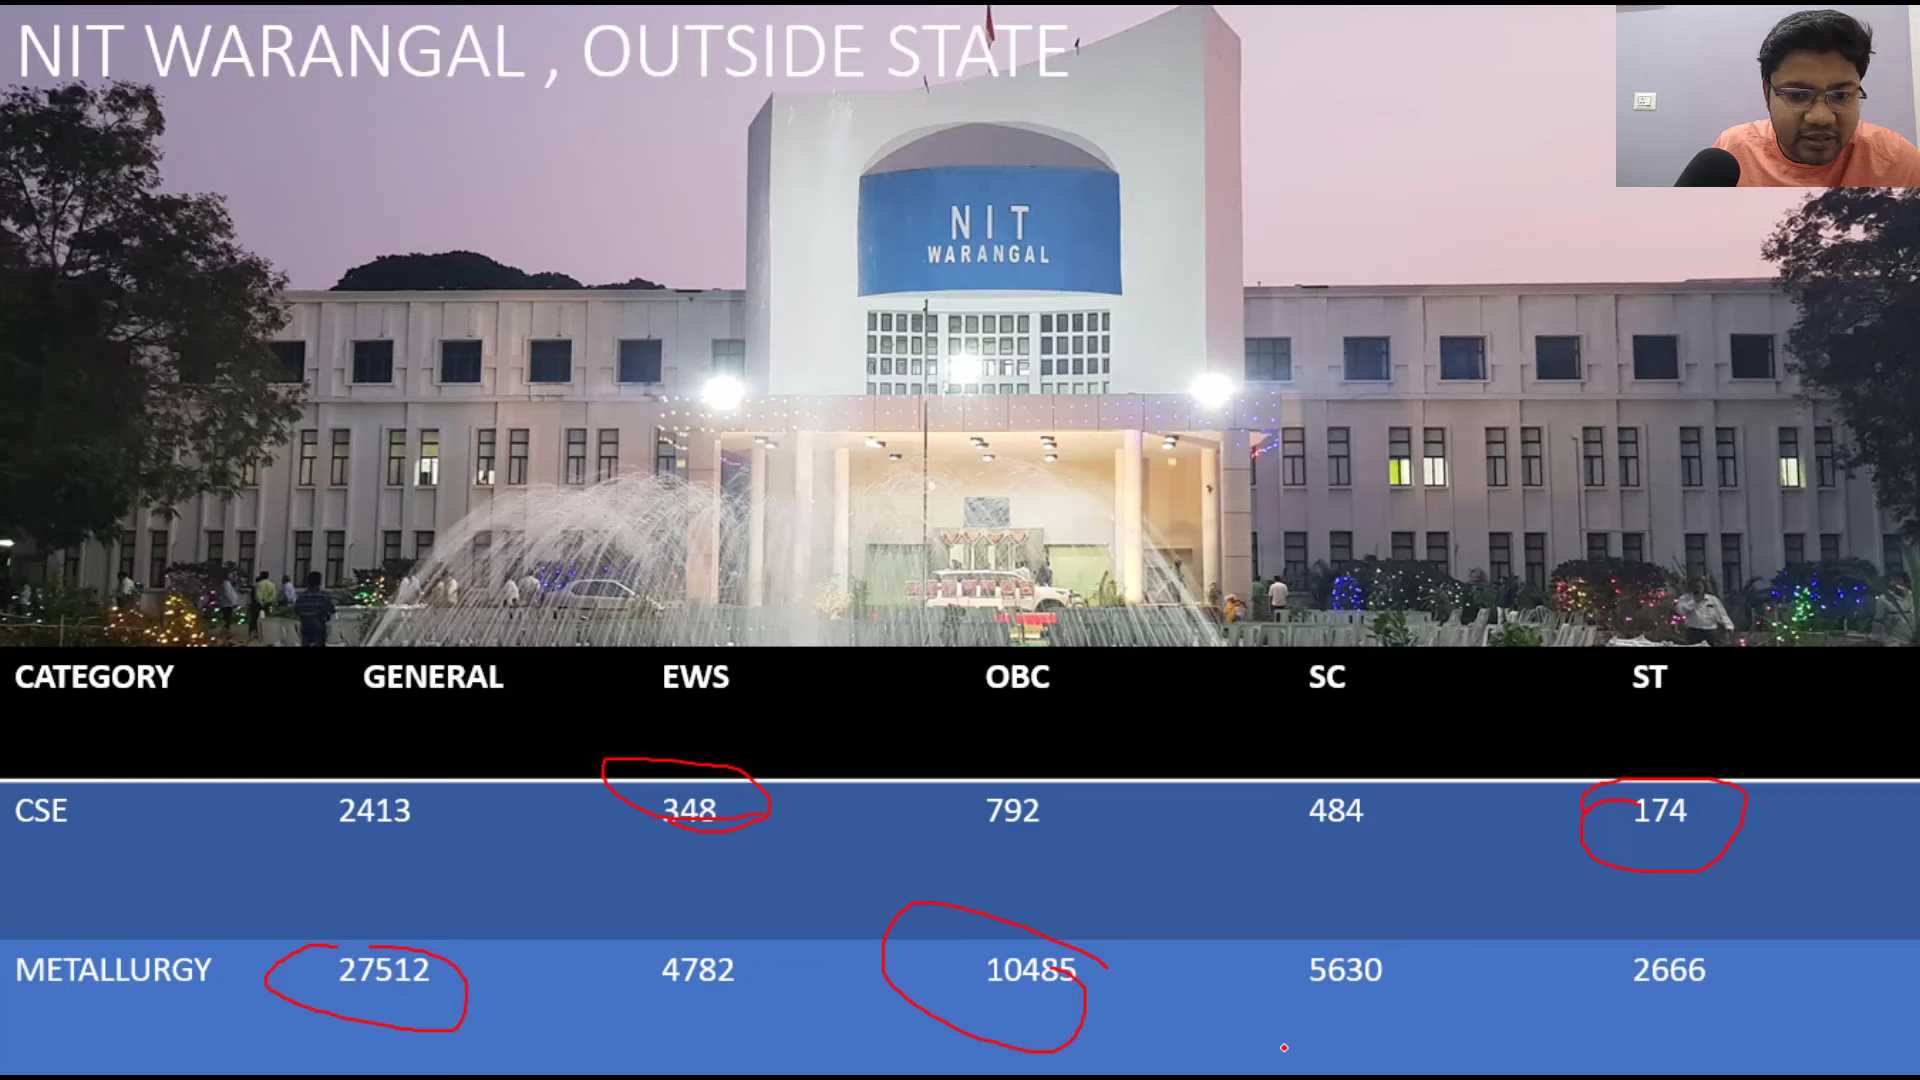 NIT WARANGAL , OUTSIDE STATE
NIT
WARANGAL
CATEGORY GENERAL EWS OBC SC ST
CSE 2413 348 792 484 174
METALLURGY 27512 4782 10485 5630 2666